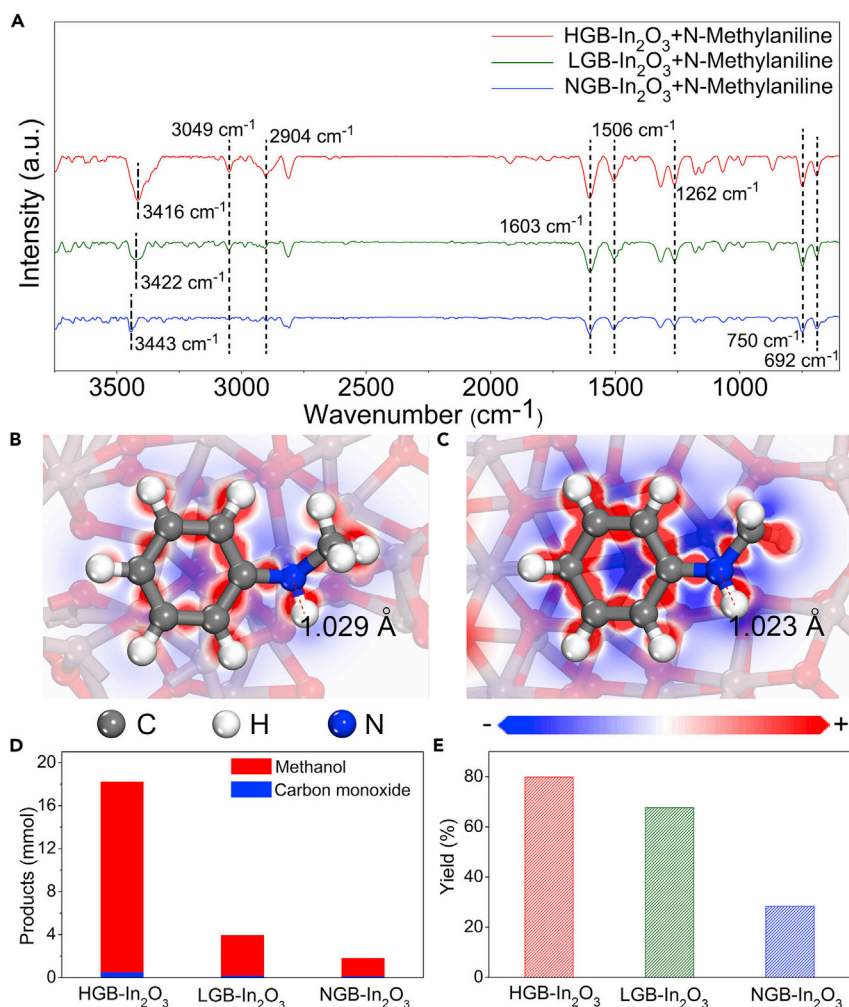 A
HGB-In₂O₃+N-Methylaniline
LGB-In₂O₃+N-Methylaniline
NGB-In₂O₃+N-Methylaniline
3049 cm⁻¹
2904 cm⁻¹
1506 cm⁻¹
3416 cm⁻¹
1262 cm⁻¹
1603 cm⁻¹
3422 cm⁻¹
3443 cm⁻¹
750 cm⁻¹
692 cm⁻¹
Intensity (a.u.)
3500 3000 2500 2000 1500 1000
Wavenumber (cm⁻¹)
B
1.029 Å
C
1.023 Å
C H N
- +
D
Methanol
Carbon monoxide
Products (mmol)
20
16
12
8
4
0
HGB-In₂O₃ LGB-In₂O₃ NGB-In₂O₃
E
Yield (%)
80
60
40
20
0
HGB-In₂O₃ LGB-In₂O₃ NGB-In₂O₃